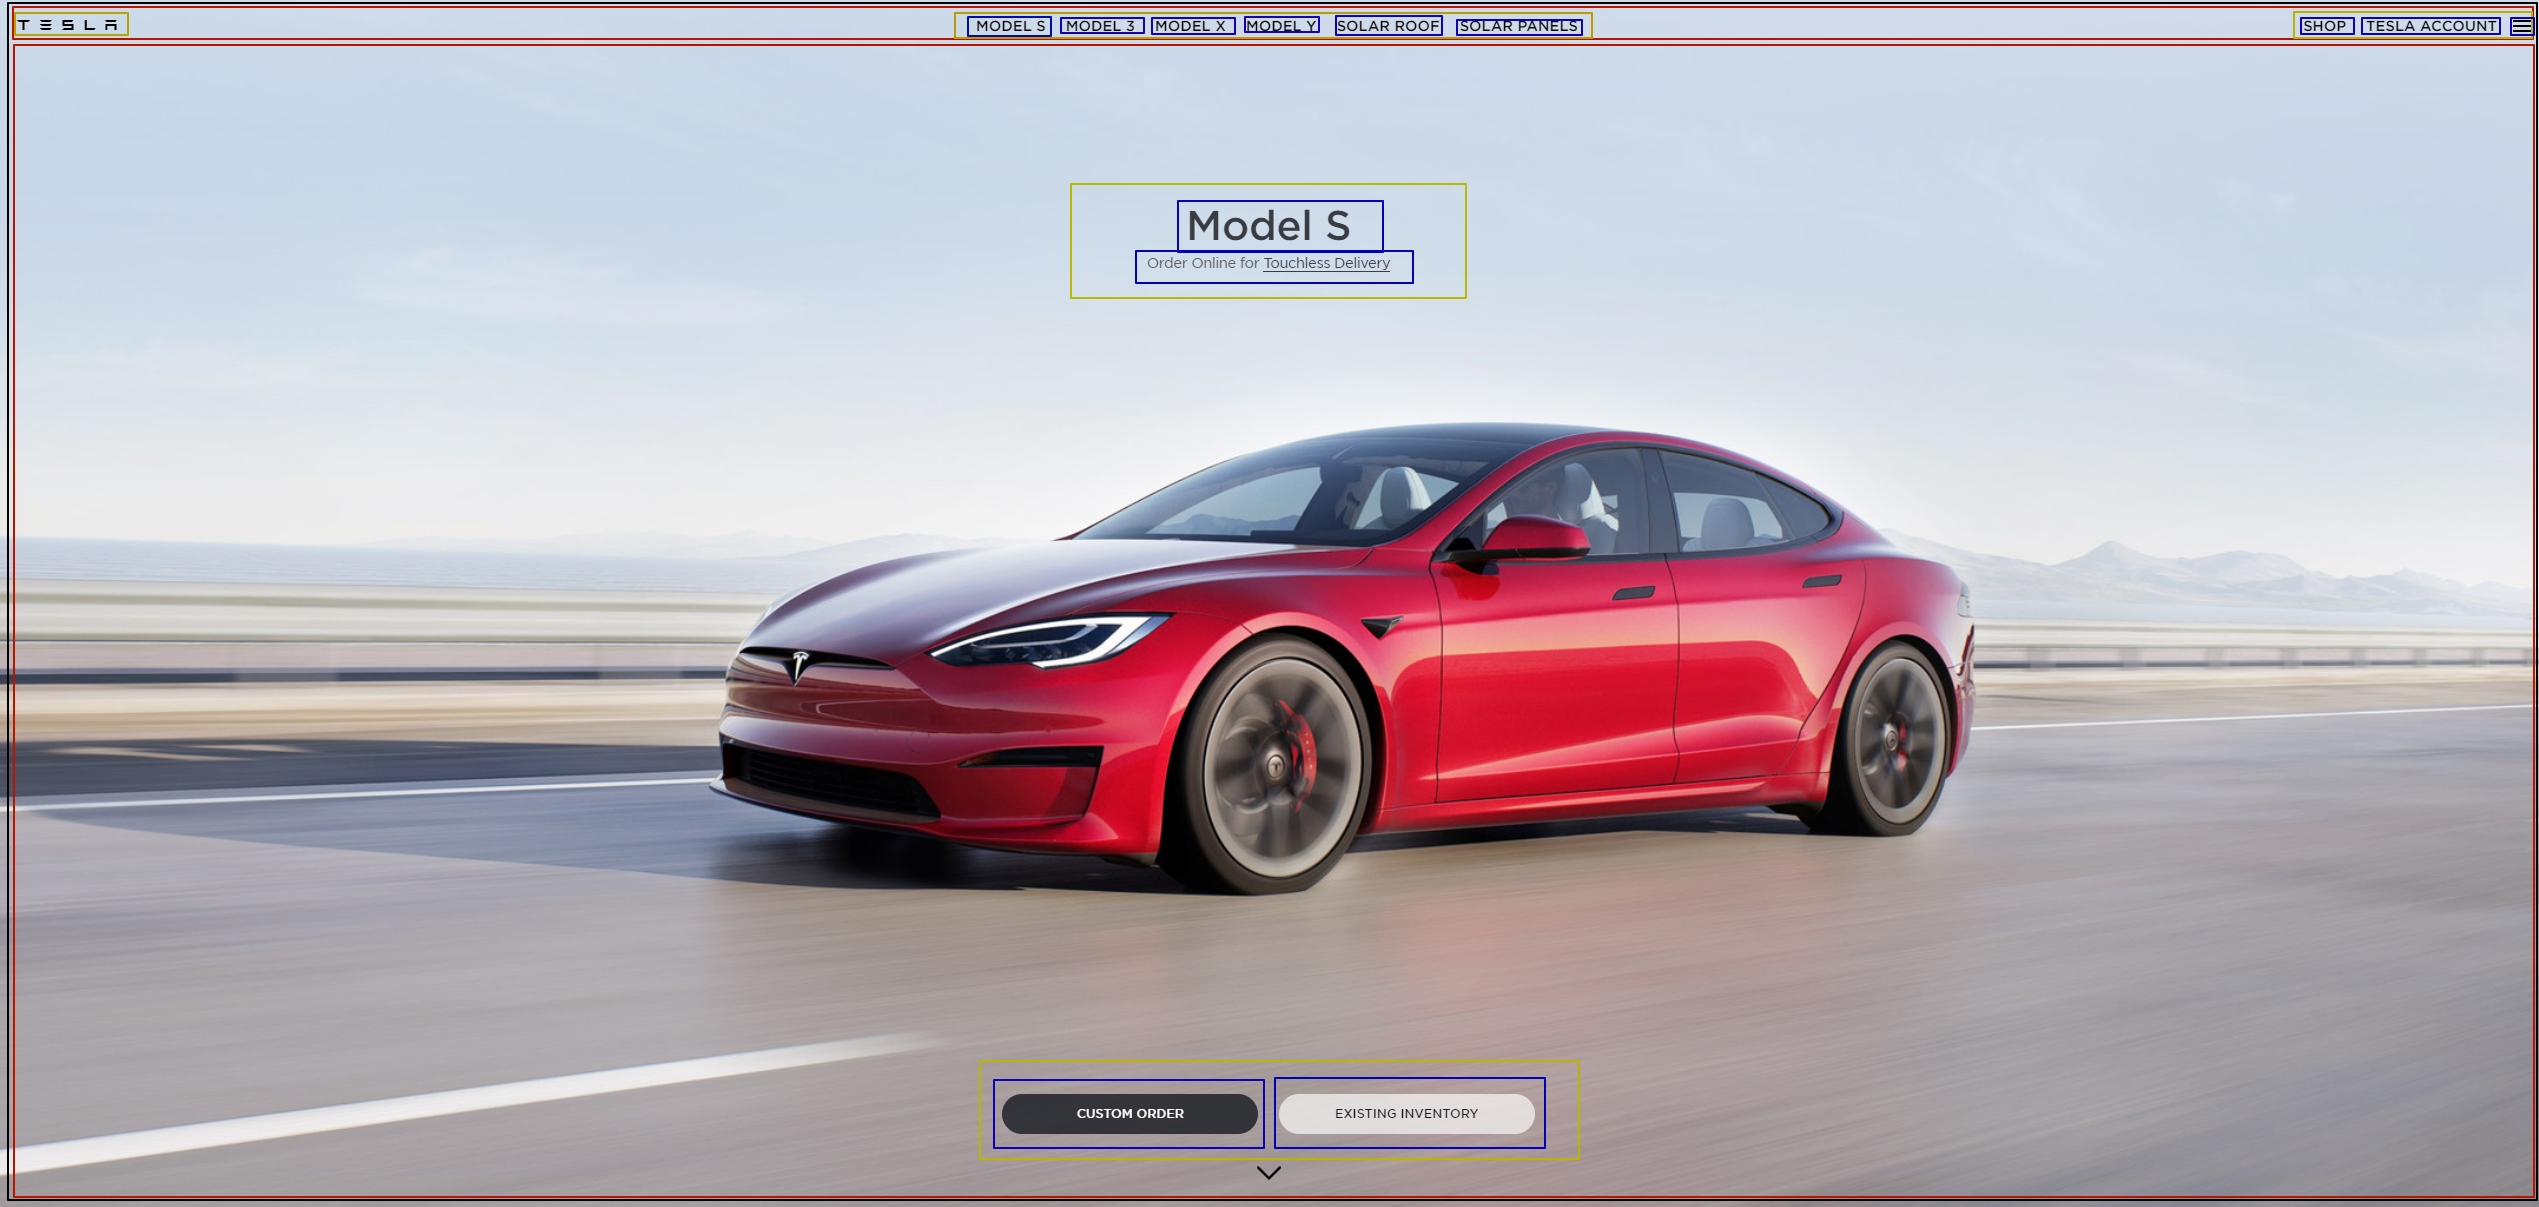 TESLA MODEL S MODEL 3 MODEL X MODEL Y SOLAR ROOF SOLAR PANELS SHOP TESLA ACCOUNT
Model S
Order Online for Touchless Delivery
CUSTOM ORDER EXISTING INVENTORY